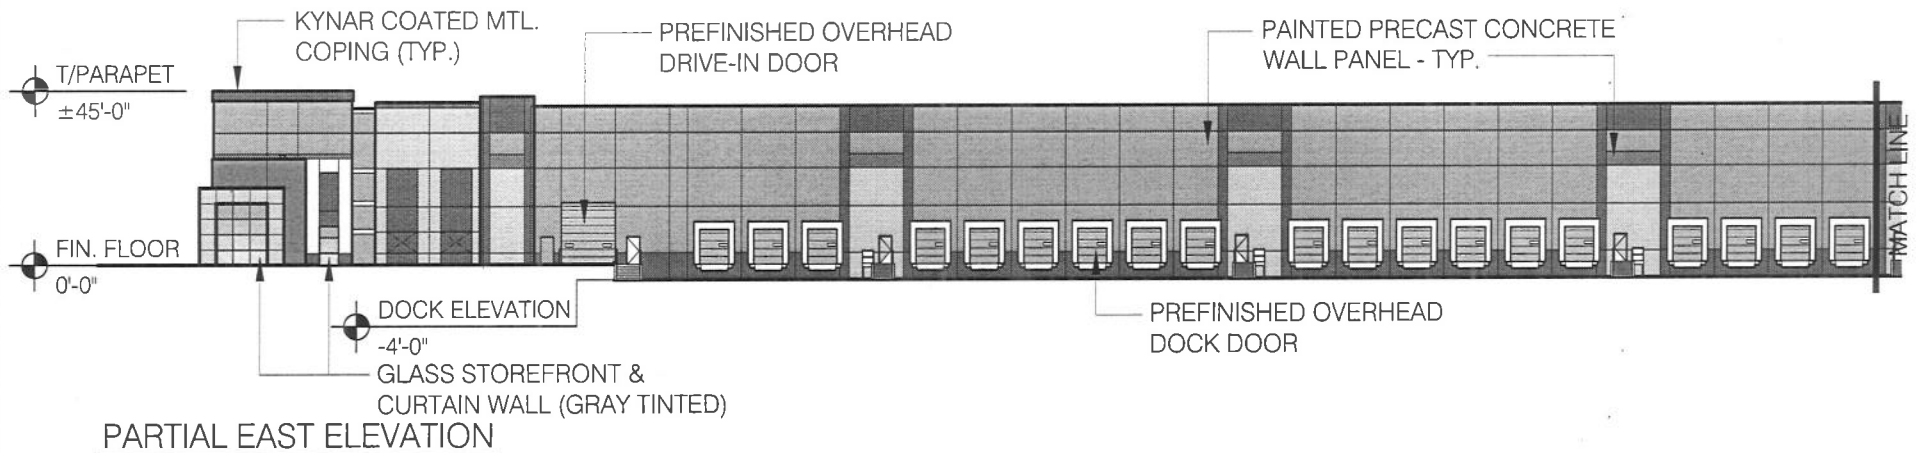 KYNAR COATED MTL.
COPING (TYP.)
PREFINISHED OVERHEAD
DRIVE-IN DOOR
PAINTED PRECAST CONCRETE
WALL PANEL - TYP.
T/PARAPET
±45'-0"
MATCH LINE
FIN. FLOOR
0'-0"
DOCK ELEVATION
-4'-0"
PREFINISHED OVERHEAD
DOCK DOOR
GLASS STOREFRONT &
CURTAIN WALL (GRAY TINTED)
PARTIAL EAST ELEVATION